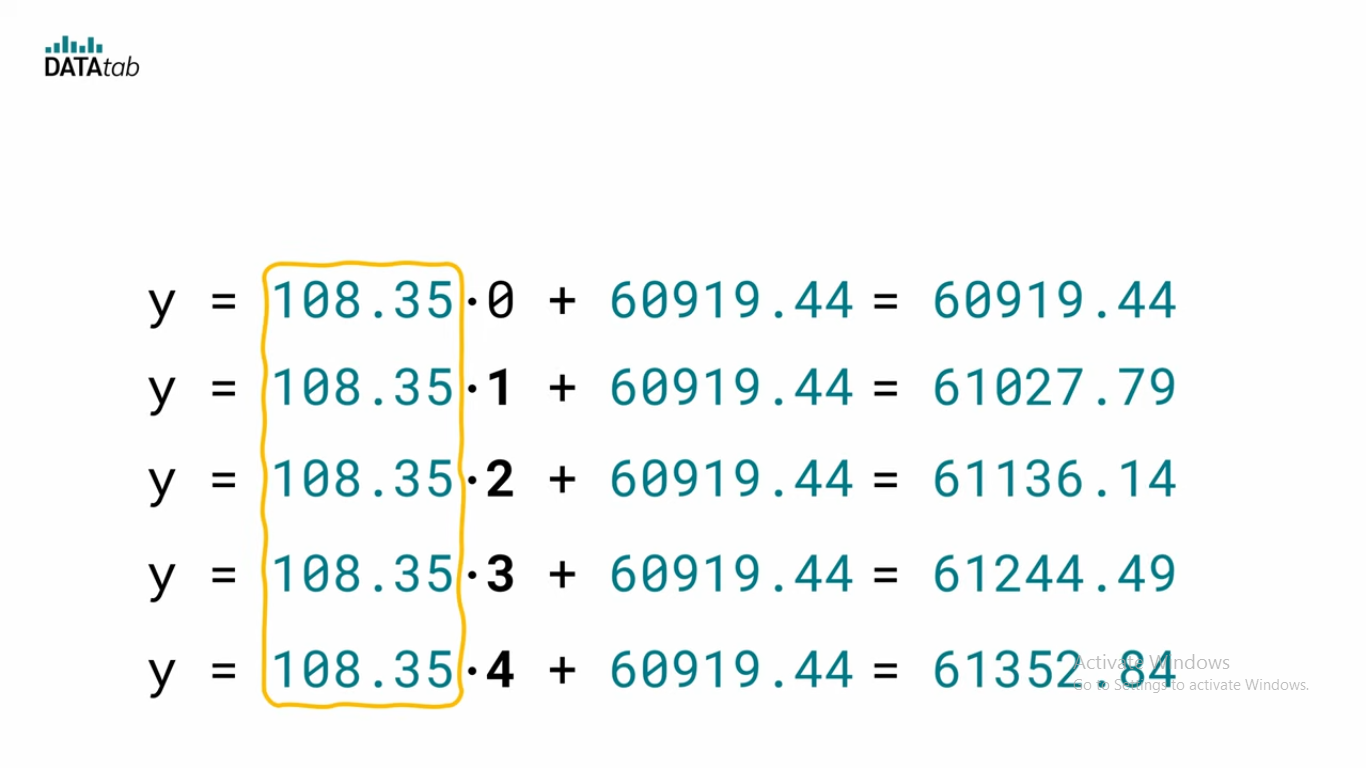 DATAtab
y = 108.35·0 + 60919.44 = 60919.44
y = 108.35·1 + 60919.44 = 61027.79
y = 108.35·2 + 60919.44 = 61136.14
y = 108.35·3 + 60919.44 = 61244.49
y = 108.35·4 + 60919.44 = 61352.84
Activate Windows
Go to Settings to activate Windows.